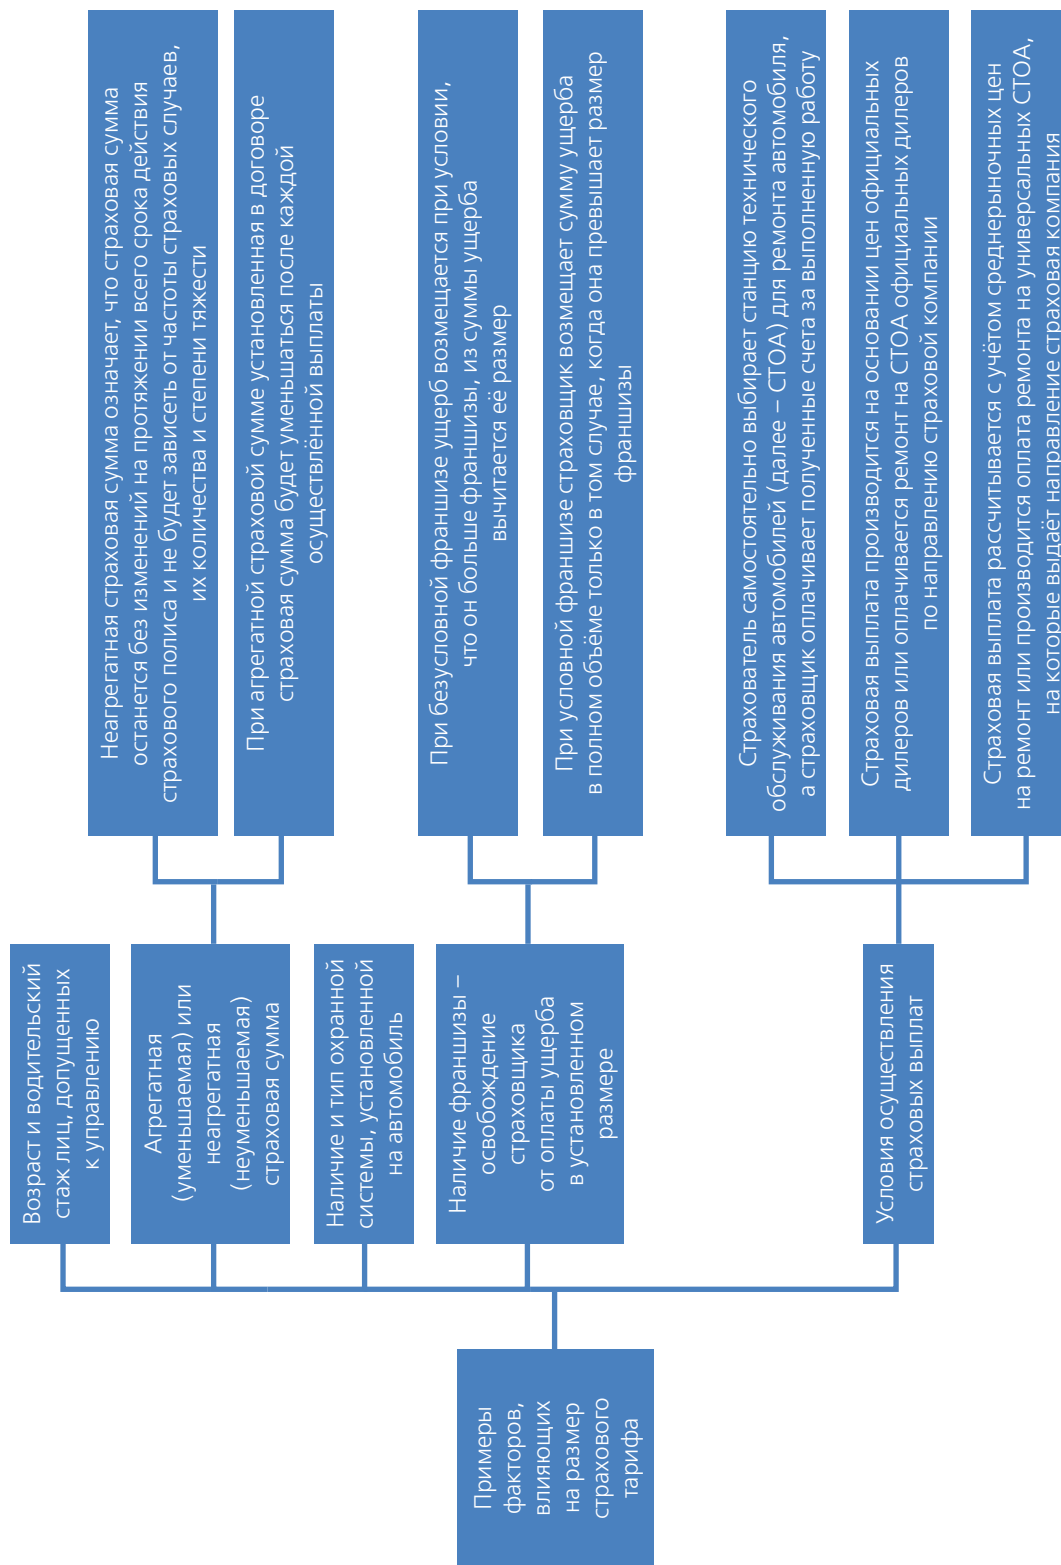 Примеры
факторов,
влияющих
на размер
страхового
тарифа
Возраст и водительский
стаж лиц, допущенных
к управлению
Агрегатная
(уменьшаемая) или
неагрегатная
(неуменьшаемая)
страховая сумма
Неагрегатная страховая сумма означает, что страховая сумма
останется без изменений на протяжении всего срока действия
страхового полиса и не будет зависеть от частоты страховых случаев,
их количества и степени тяжести
При агрегатной страховой сумме установленная в договоре
страховая сумма будет уменьшаться после каждой
осуществлённой выплаты
Наличие и тип охранной
системы, установленной
на автомобиль
Наличие франшизы –
освобождение
страховщика
от оплаты ущерба
в установленном
размере
При безусловной франшизе ущерб возмещается при условии,
что он больше франшизы, из суммы ущерба
вычитается её размер
При условной франшизе страховщик возмещает сумму ущерба
в полном объёме только в том случае, когда она превышает размер
франшизы
Условия осуществления
страховых выплат
Страхователь самостоятельно выбирает станцию технического
обслуживания автомобилей (далее – СТОА) для ремонта автомобиля,
а страховщик оплачивает полученные счета за выполненную работу
Страховая выплата производится на основании цен официальных
дилеров или оплачивается ремонт на СТОА официальных дилеров
по направлению страховой компании
Страховая выплата рассчитывается с учётом среднерыночных цен
на ремонт или производится оплата ремонта на универсальных СТОА,
на которые выдаёт направление страховая компания